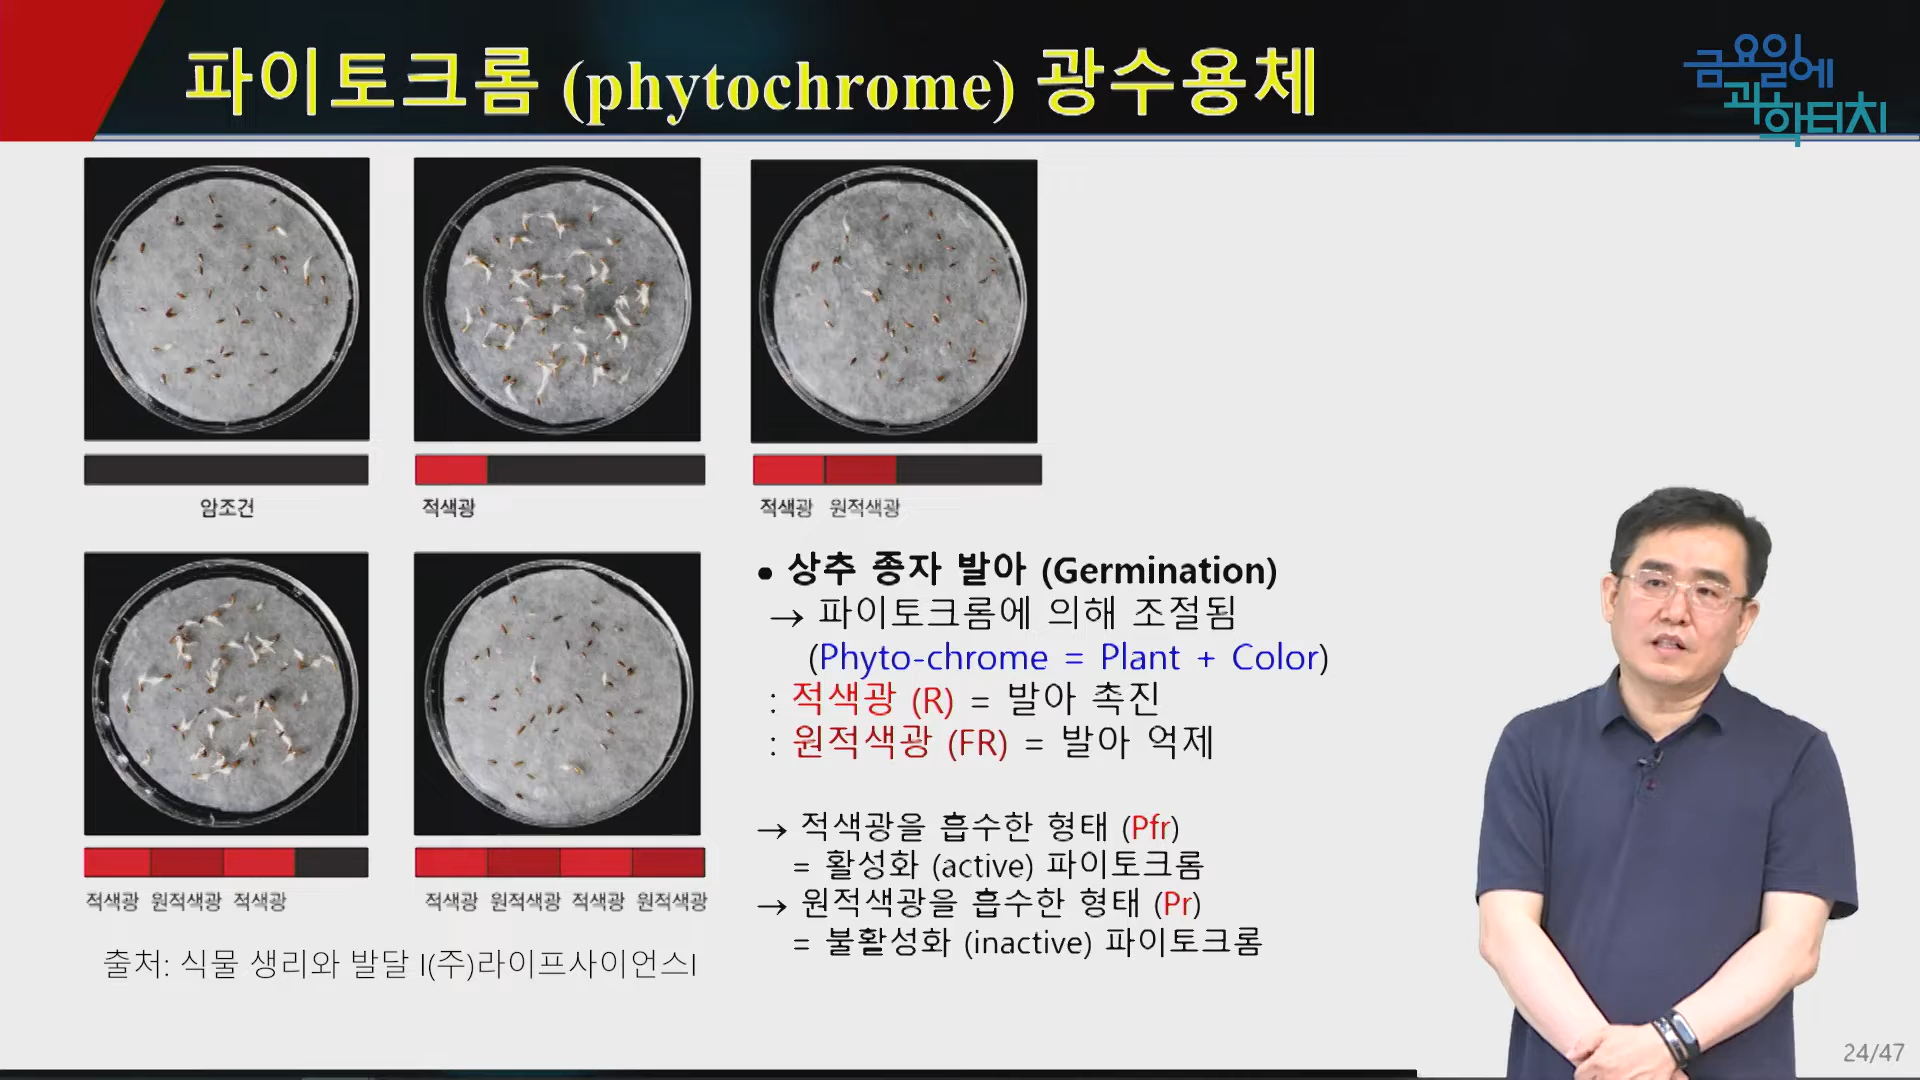 파이토크롬 (phytochrome) 광수용체
금요일에
과학터치
암조건
적색광
적색광 원적색광
적색광 원적색광 적색광
적색광 원적색광 적색광 원적색광
출처: 식물 생리와 발달 I(주)라이프사이언스I
• 상추 종자 발아 (Germination)
→ 파이토크롬에 의해 조절됨
(Phyto-chrome = Plant + Color)
: 적색광 (R) = 발아 촉진
: 원적색광 (FR) = 발아 억제
→ 적색광을 흡수한 형태 (Pfr)
= 활성화 (active) 파이토크롬
→ 원적색광을 흡수한 형태 (Pr)
= 불활성화 (inactive) 파이토크롬
24/47